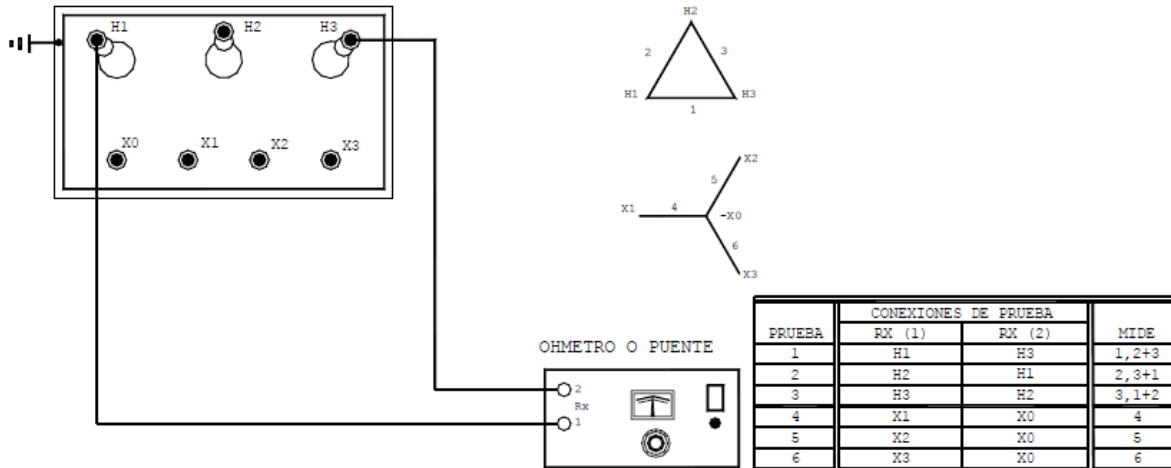 H1 H2 H3
X0 X1 X2 X3
H2
2 3
H1 H3
1
X2
5
X1 4 -X0
6
X3
OHMETRO O PUENTE
2
Rx
1
CONEXIONES DE PRUEBA
PRUEBA RX (1) RX (2) MIDE
1 H1 H3 1,2+3
2 H2 H1 2,3+1
3 H3 H2 3,1+2
4 X1 X0 4
5 X2 X0 5
6 X3 X0 6